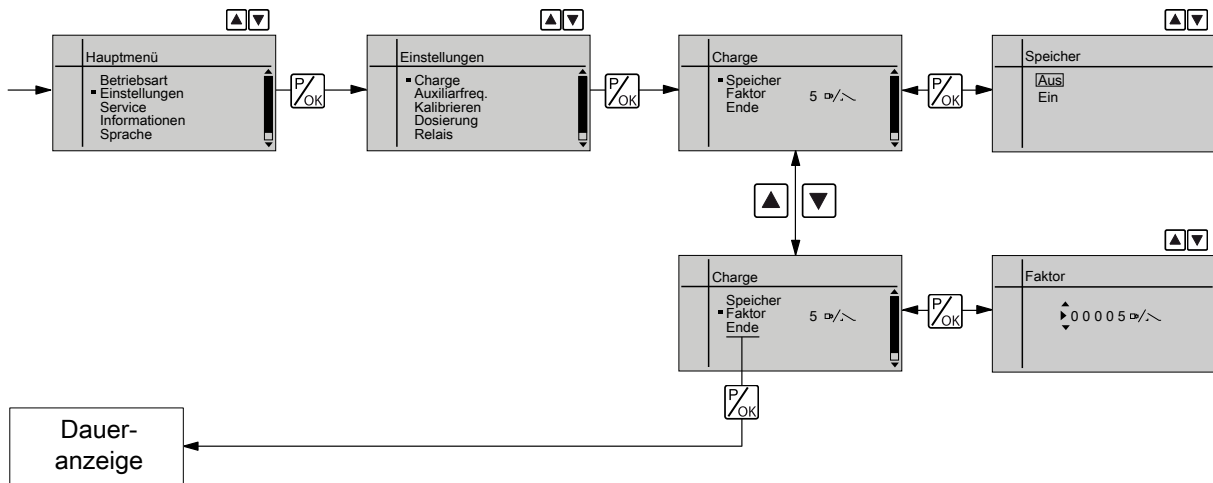 Hauptmenü
Betriebsart
Einstellungen
Service
Informationen
Sprache
P/OK
Einstellungen
Charge
Auxiliarfreq.
Kalibrieren
Dosierung
Relais
P/OK
Charge
Speicher
Faktor 5
Ende
P/OK
Speicher
Aus
Ein
Charge
Speicher
Faktor 5
Ende
P/OK
Faktor
00005
P/OK
Dauer-
anzeige